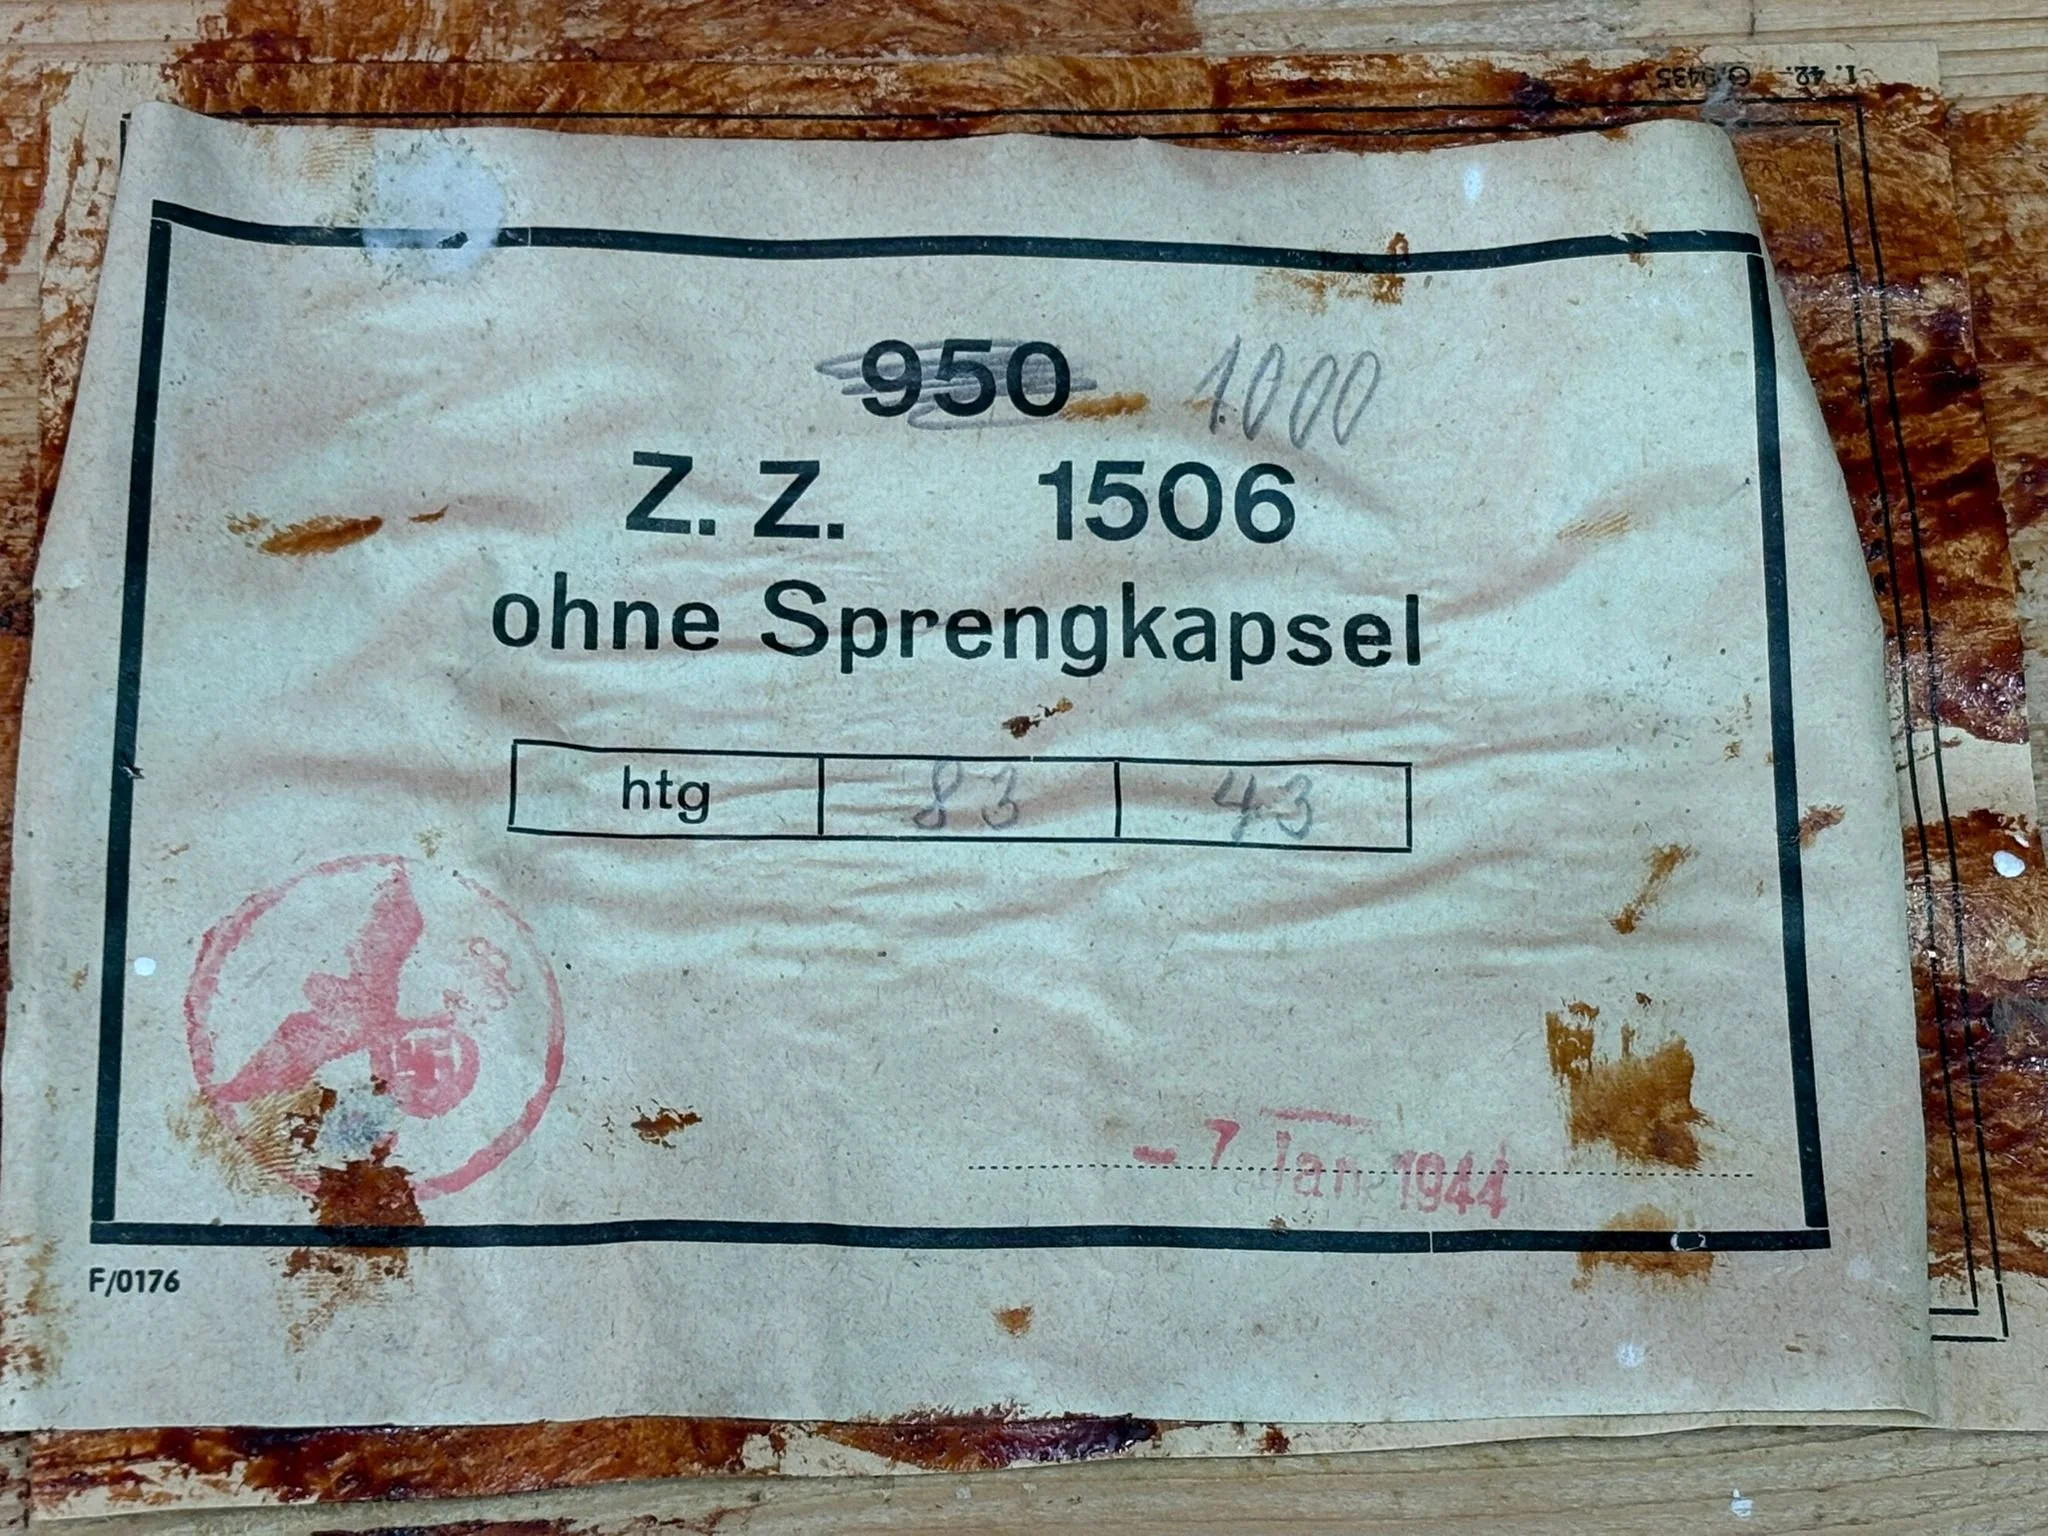 I. 42. 0435
950 1000
Z. Z. 1506
ohne Sprengkapsel
htg 83 43
- 7 Jan 1944
F/0176